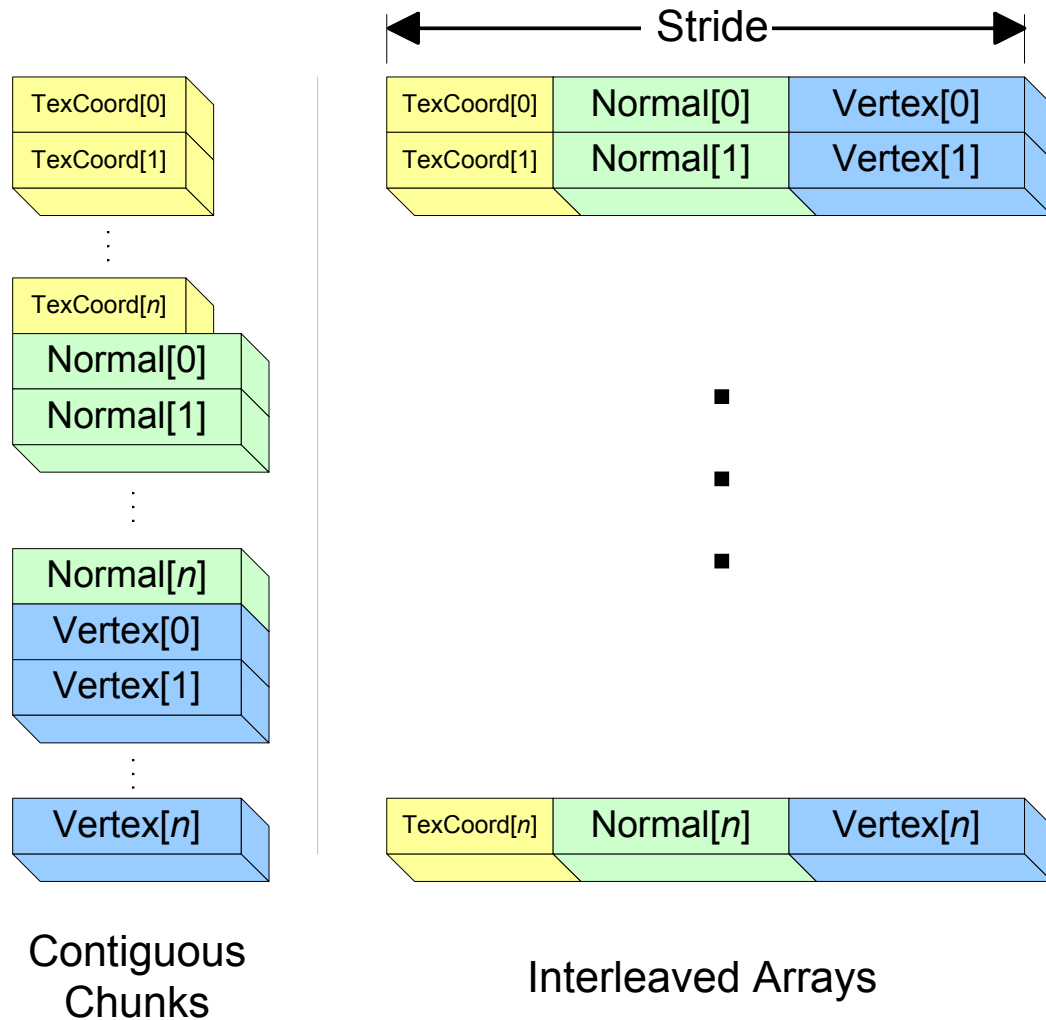 Stride
TexCoord[0]
TexCoord[1]
TexCoord[n]
Normal[0]
Normal[1]
Normal[n]
Vertex[0]
Vertex[1]
Vertex[n]
Contiguous
Chunks
TexCoord[0] Normal[0] Vertex[0]
TexCoord[1] Normal[1] Vertex[1]
TexCoord[n] Normal[n] Vertex[n]
Interleaved Arrays